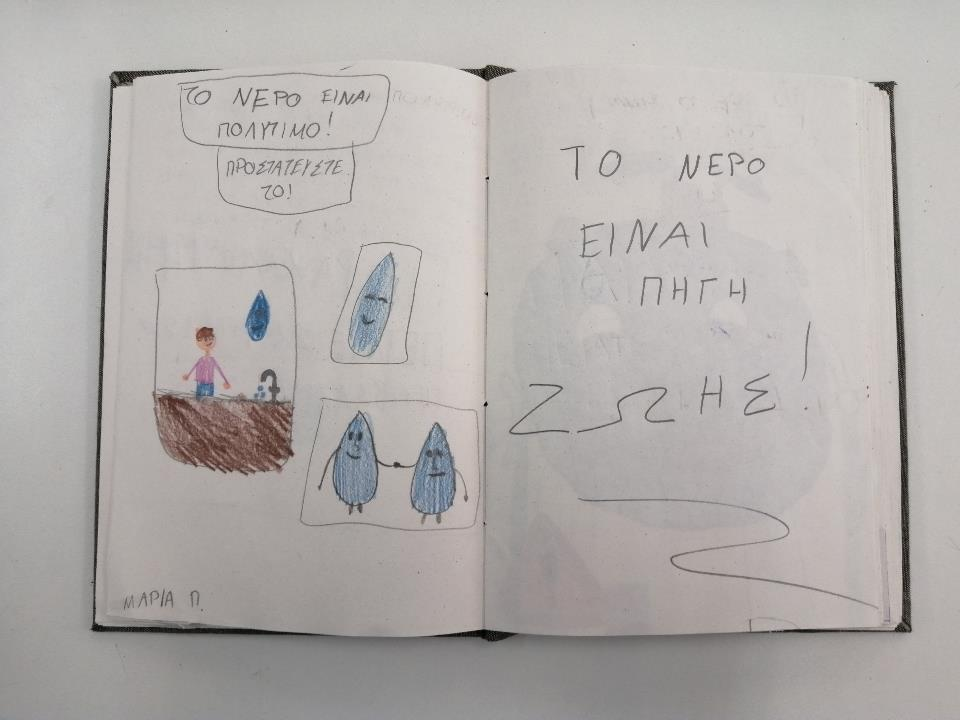 ΤΟ ΝΕΡΟ ΕΙΝΑΙ
ΠΟΛΥΤΙΜΟ!
ΠΡΟΣΤΑΤΕΥΣΤΕ
ΤΟ!
ΜΑΡΙΑ Π.
ΤΟ ΝΕΡΟ
ΕΙΝΑΙ
ΠΗΓΗ
ΖΩΗΣ!